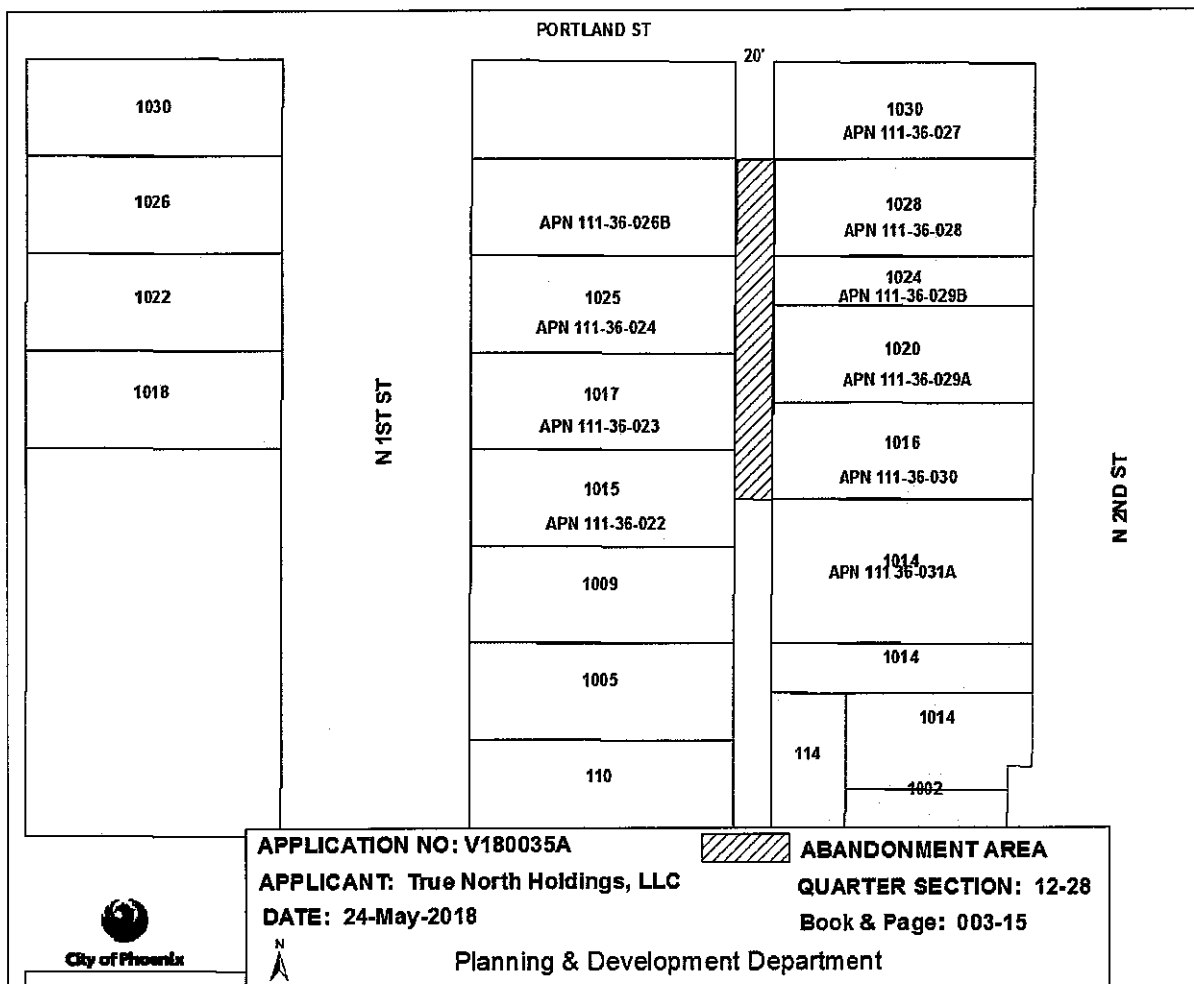 PORTLAND ST
20'
1030
1026
1022
1018
N 1ST ST
APN 111-36-026B
1025
APN 111-36-024
1017
APN 111-36-023
1015
APN 111-36-022
1009
1005
110
1030
APN 111-36-027
1028
APN 111-36-028
1024
APN 111-36-029B
1020
APN 111-36-029A
1016
APN 111-36-030
1014
APN 111 36-031A
1014
1014
114
1002
N 2ND ST
APPLICATION NO: V180035A
ABANDONMENT AREA
APPLICANT: True North Holdings, LLC
QUARTER SECTION: 12-28
DATE: 24-May-2018
Book & Page: 003-15
City of Phoenix
N
Planning & Development Department